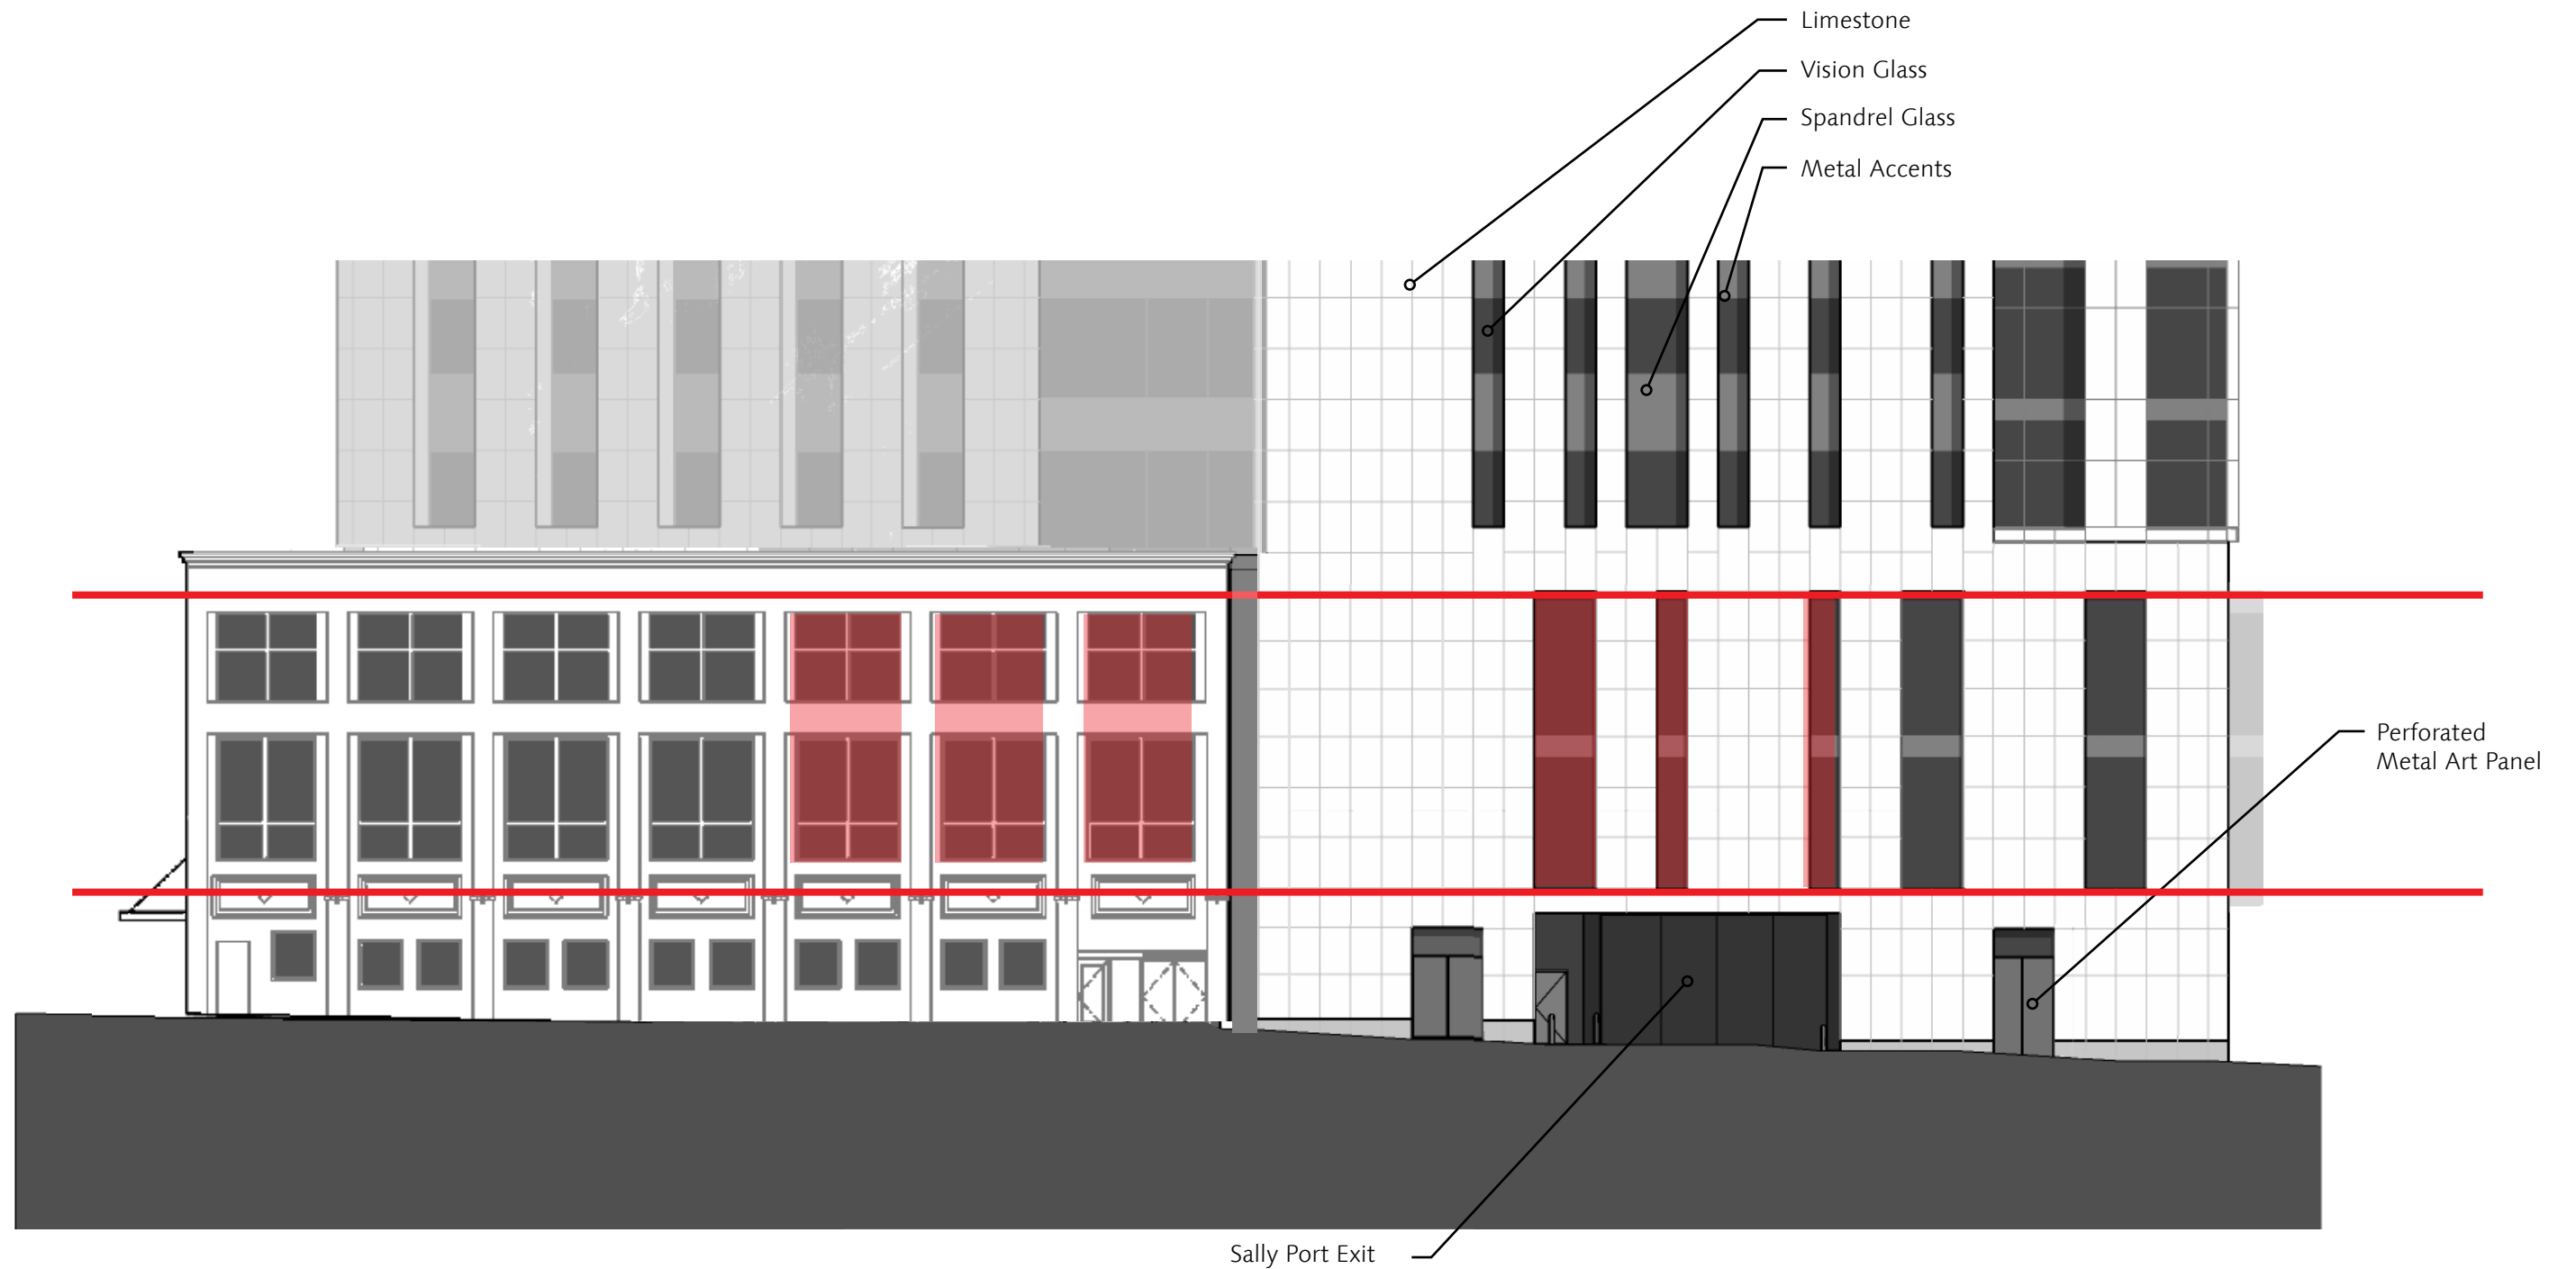 Limestone
Vision Glass
Spandrel Glass
Metal Accents
Perforated
Metal Art Panel
Sally Port Exit